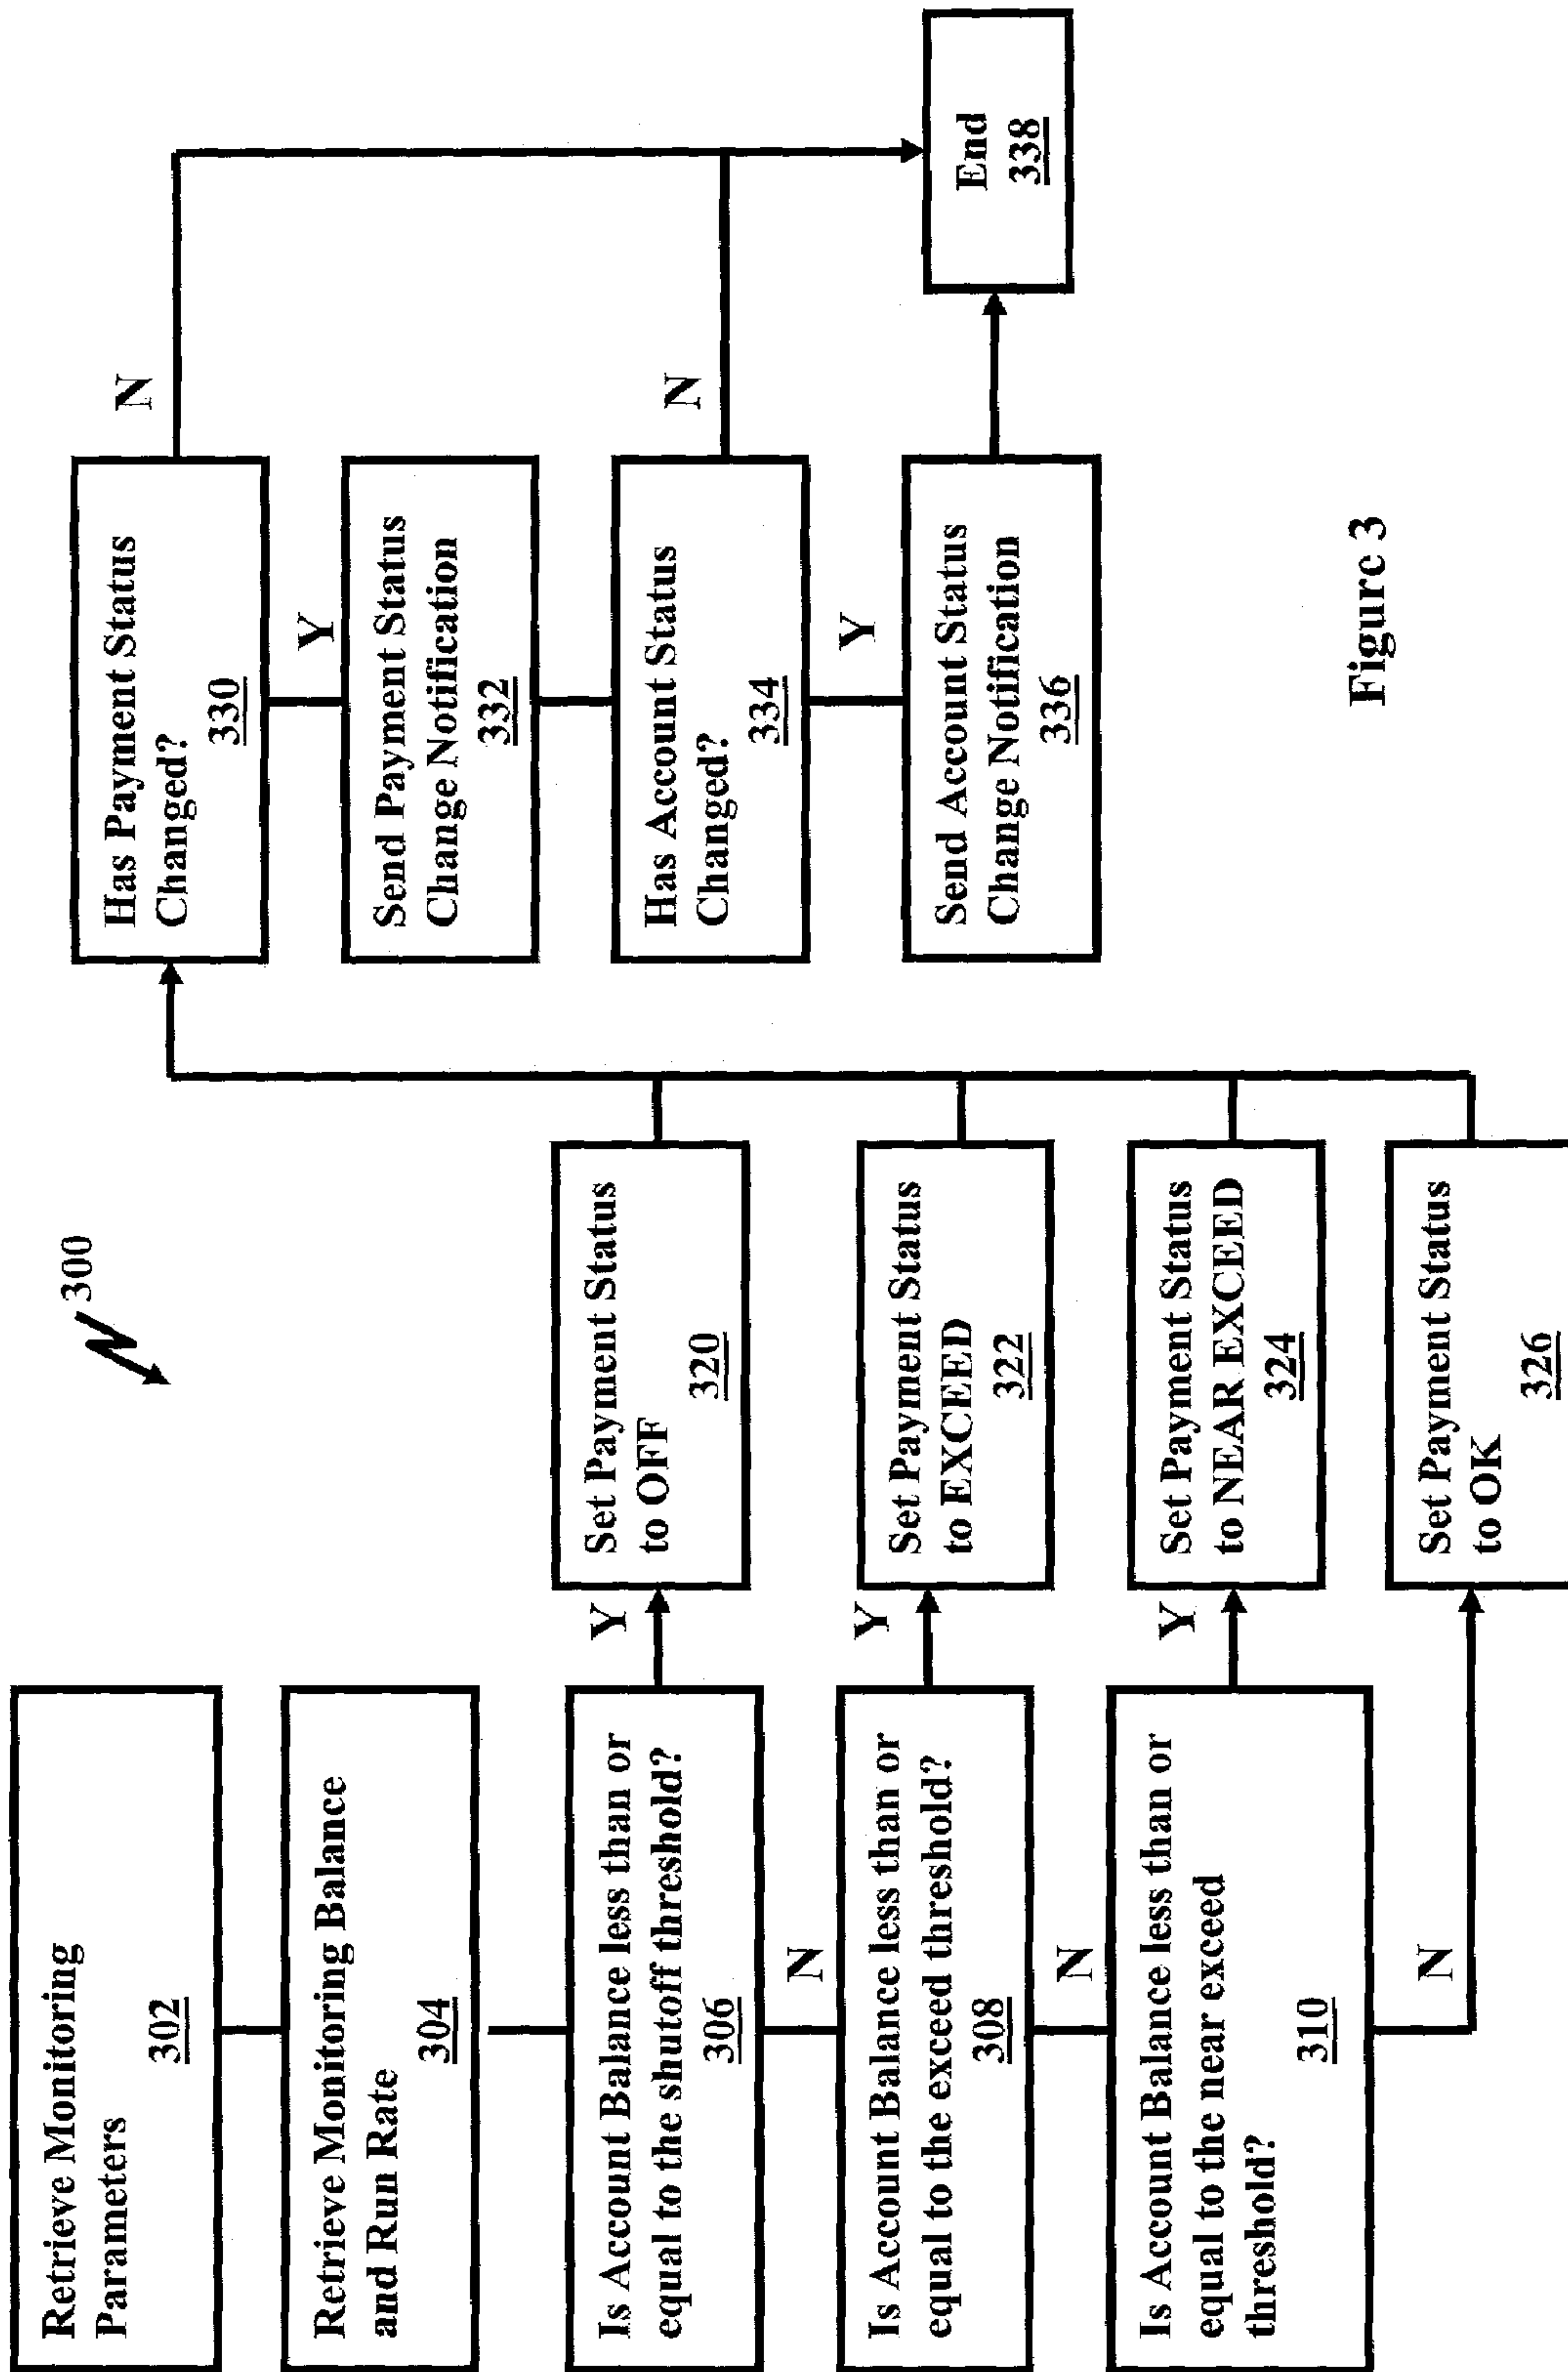 300
Retrieve Monitoring
Parameters
302
Retrieve Monitoring Balance
and Run Rate
304
Is Account Balance less than or
equal to the shutoff threshold?
306
Y
N
Is Account Balance less than or
equal to the exceed threshold?
308
Y
N
Is Account Balance less than or
equal to the near exceed
threshold?
310
Y
N
Set Payment Status
to OFF
320
Set Payment Status
to EXCEED
322
Set Payment Status
to NEAR EXCEED
324
Set Payment Status
to OK
326
Has Payment Status
Changed?
330
N
Y
Send Payment Status
Change Notification
332
Has Account Status
Changed?
334
N
Y
Send Account Status
Change Notification
336
End
338
Figure 3